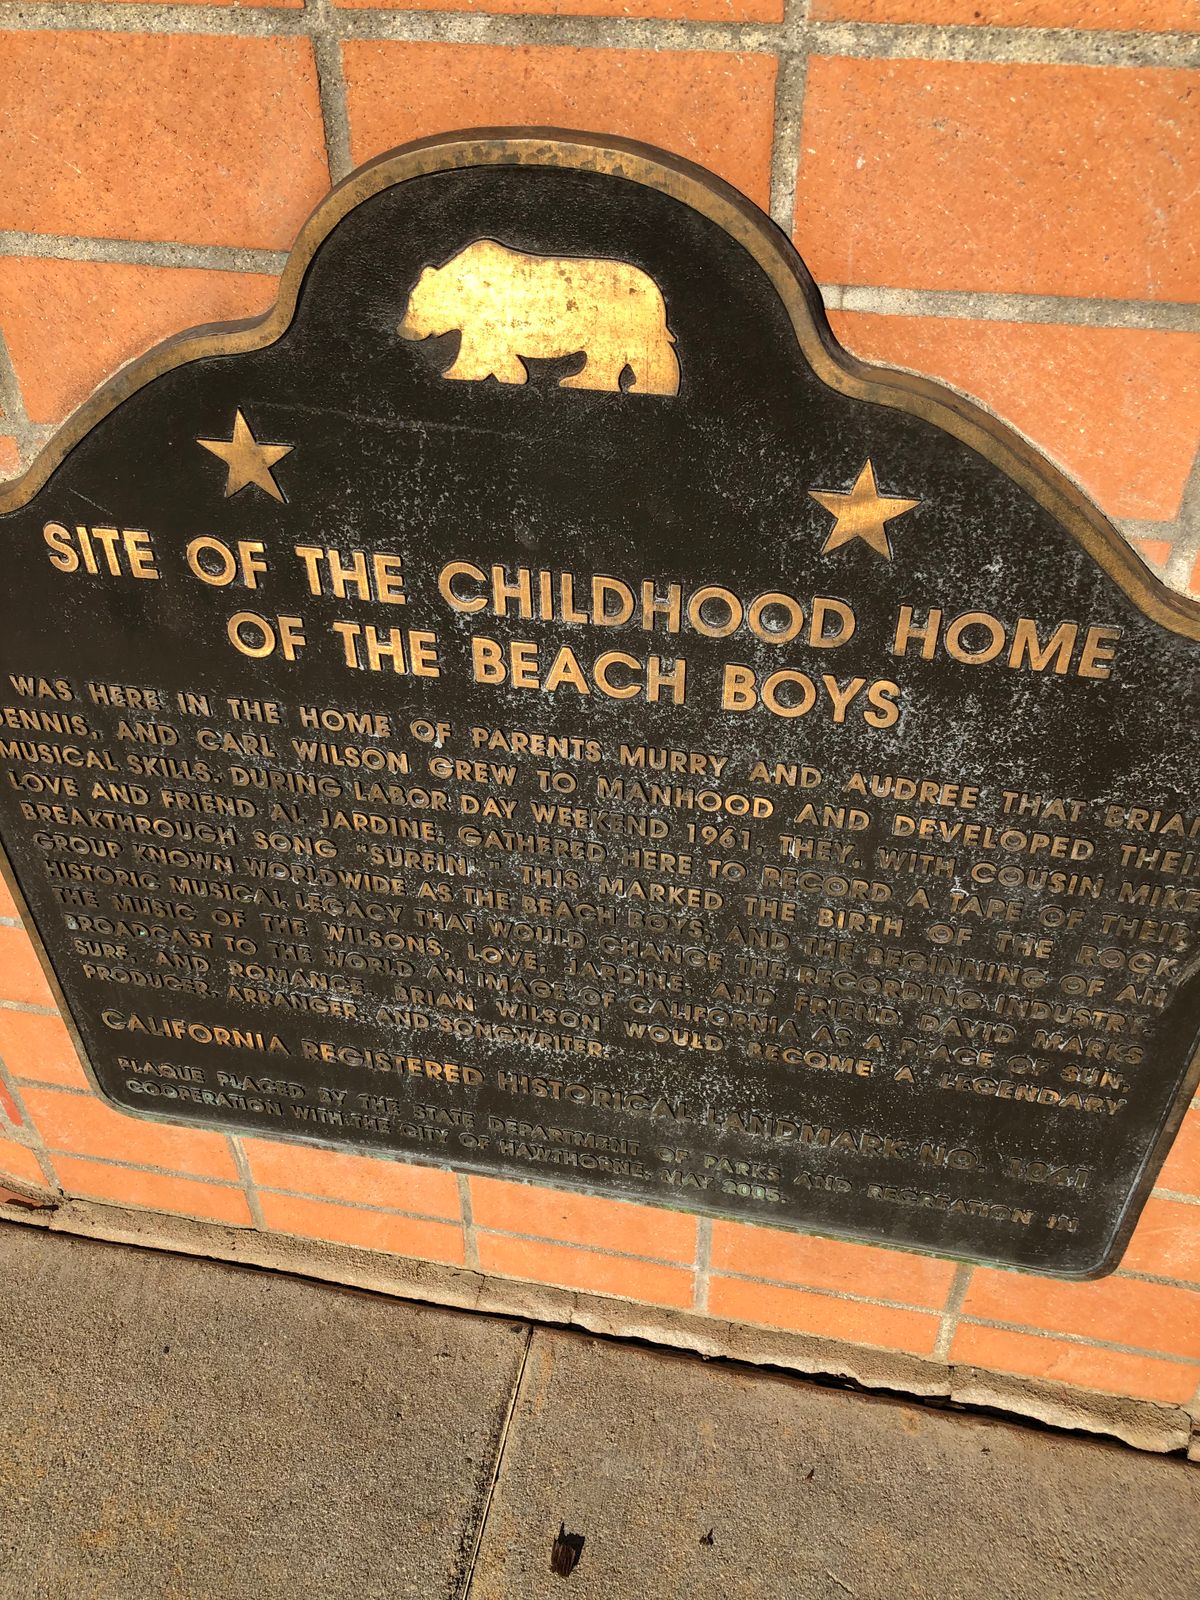 SITE OF THE CHILDHOOD HOME
OF THE BEACH BOYS
WAS HERE IN THE HOME OF PARENTS MURRY AND AUDREE THAT BRIAN
DENNIS, AND CARL WILSON GREW TO MANHOOD AND DEVELOPED THEIR
MUSICAL SKILLS. DURING LABOR DAY WEEKEND 1961, THEY, WITH COUSIN MIKE
LOVE AND FRIEND AL JARDINE, GATHERED HERE TO RECORD A TAPE OF THEIR
BREAKTHROUGH SONG "SURFIN'." THIS MARKED THE BIRTH OF THE ROCK
GROUP KNOWN WORLDWIDE AS THE BEACH BOYS, AND THE BEGINNING OF AN
HISTORIC MUSICAL LEGACY THAT WOULD CHANGE THE RECORDING INDUSTRY.
THE MUSIC OF THE WILSONS, LOVE, JARDINE, AND FRIEND DAVID MARKS
BROADCAST TO THE WORLD AN IMAGE OF CALIFORNIA AS A PLACE OF SUN,
SURF, AND ROMANCE. BRIAN WILSON WOULD BECOME A LEGENDARY
PRODUCER, ARRANGER, AND SONGWRITER.
CALIFORNIA REGISTERED HISTORICAL LANDMARK NO. 1041
PLAQUE PLACED BY THE STATE DEPARTMENT OF PARKS AND RECREATION IN
COOPERATION WITH THE CITY OF HAWTHORNE, MAY 2005.